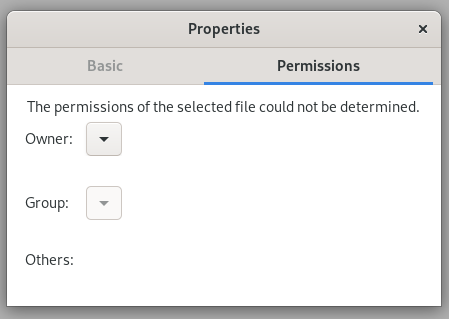 Properties
Basic
Permissions
The permissions of the selected file could not be determined.
Owner:
Group:
Others: